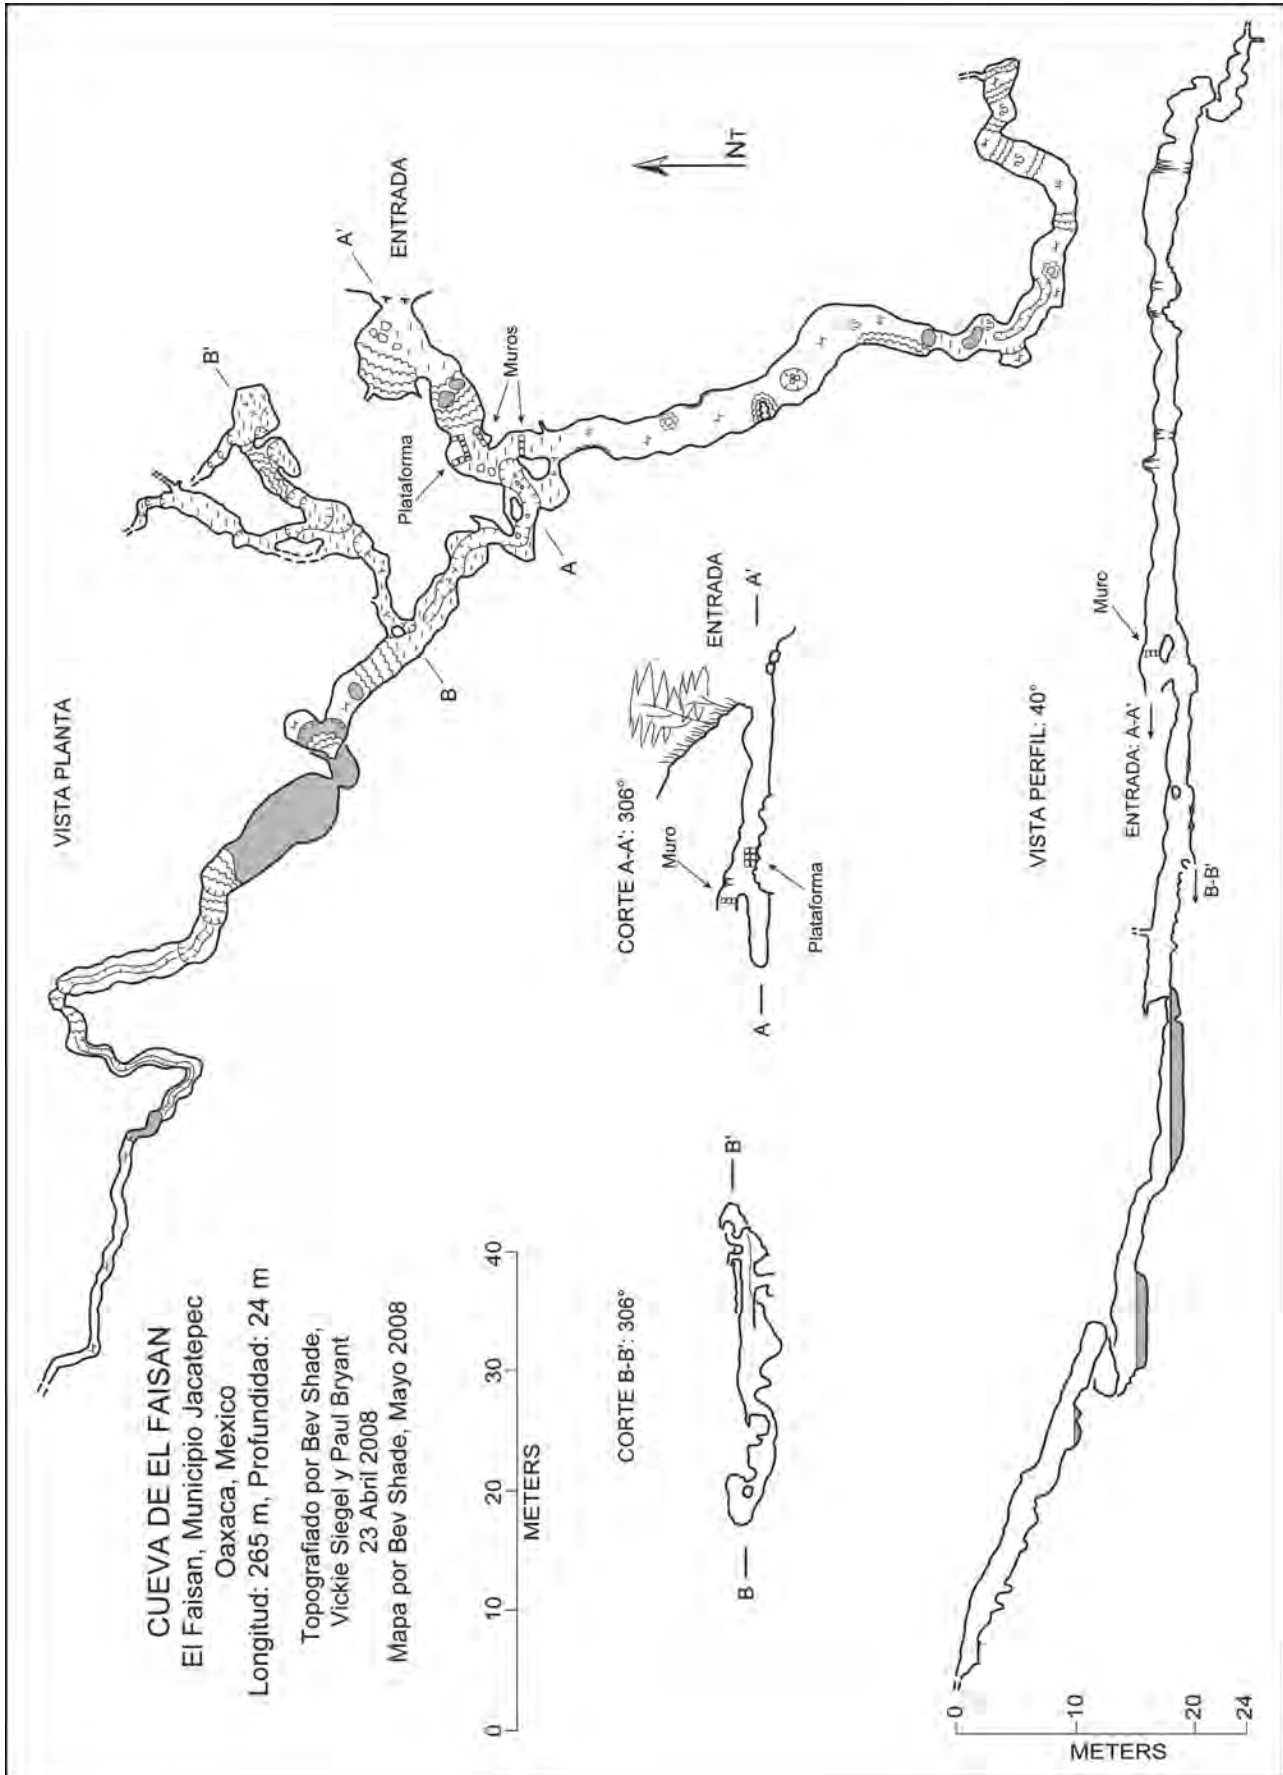 VISTA PLANTA
B'
A'
ENTRADA
Plataforma
Muros
A
B
NT
CUEVA DE EL FAISAN
El Faisan, Municipio Jacatepec
Oaxaca, Mexico
Longitud: 265 m, Profundidad: 24 m
Topografiado por Bev Shade,
Vickie Siegel y Paul Bryant
23 Abril 2008
Mapa por Bev Shade, Mayo 2008
0 10 20 30 40
METERS
CORTE B-B': 306°
B B'
CORTE A-A': 306°
Muro
ENTRADA
A A'
Plataforma
VISTA PERFIL: 40°
ENTRADA: A-A'
Muro
B-B'
0
10
20
24
METERS